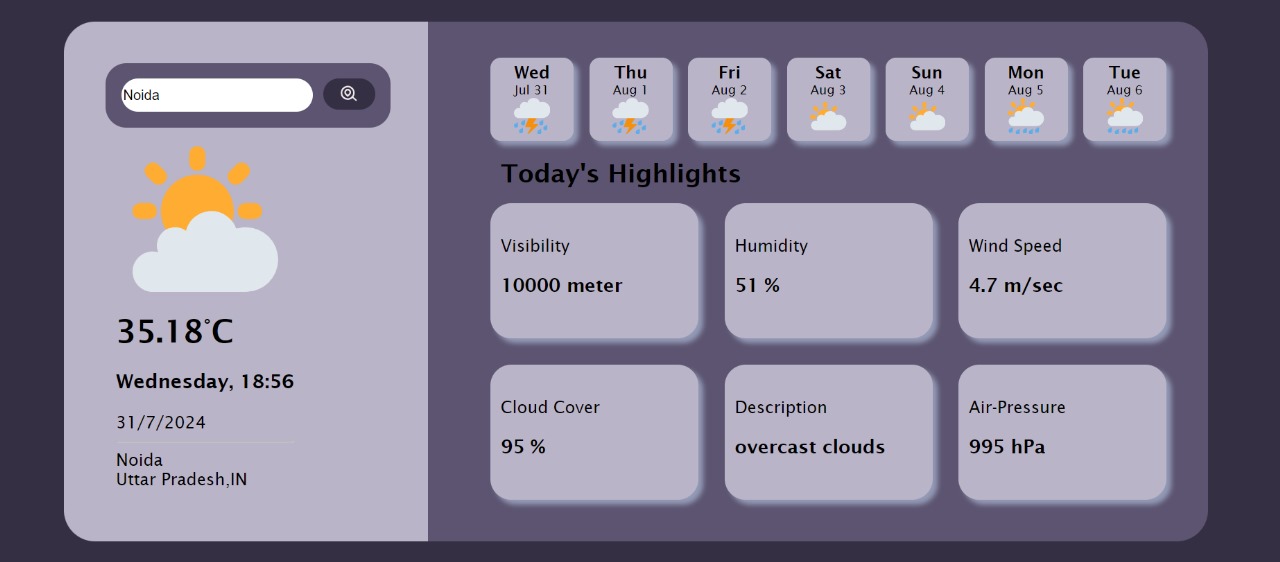 Noida
35.18°C
Wednesday, 18:56
31/7/2024
Noida
Uttar Pradesh,IN
Wed Thu Fri Sat Sun Mon Tue
Jul 31 Aug 1 Aug 2 Aug 3 Aug 4 Aug 5 Aug 6
Today's Highlights
Visibility Humidity Wind Speed
10000 meter 51 % 4.7 m/sec
Cloud Cover Description Air-Pressure
95 % overcast clouds 995 hPa